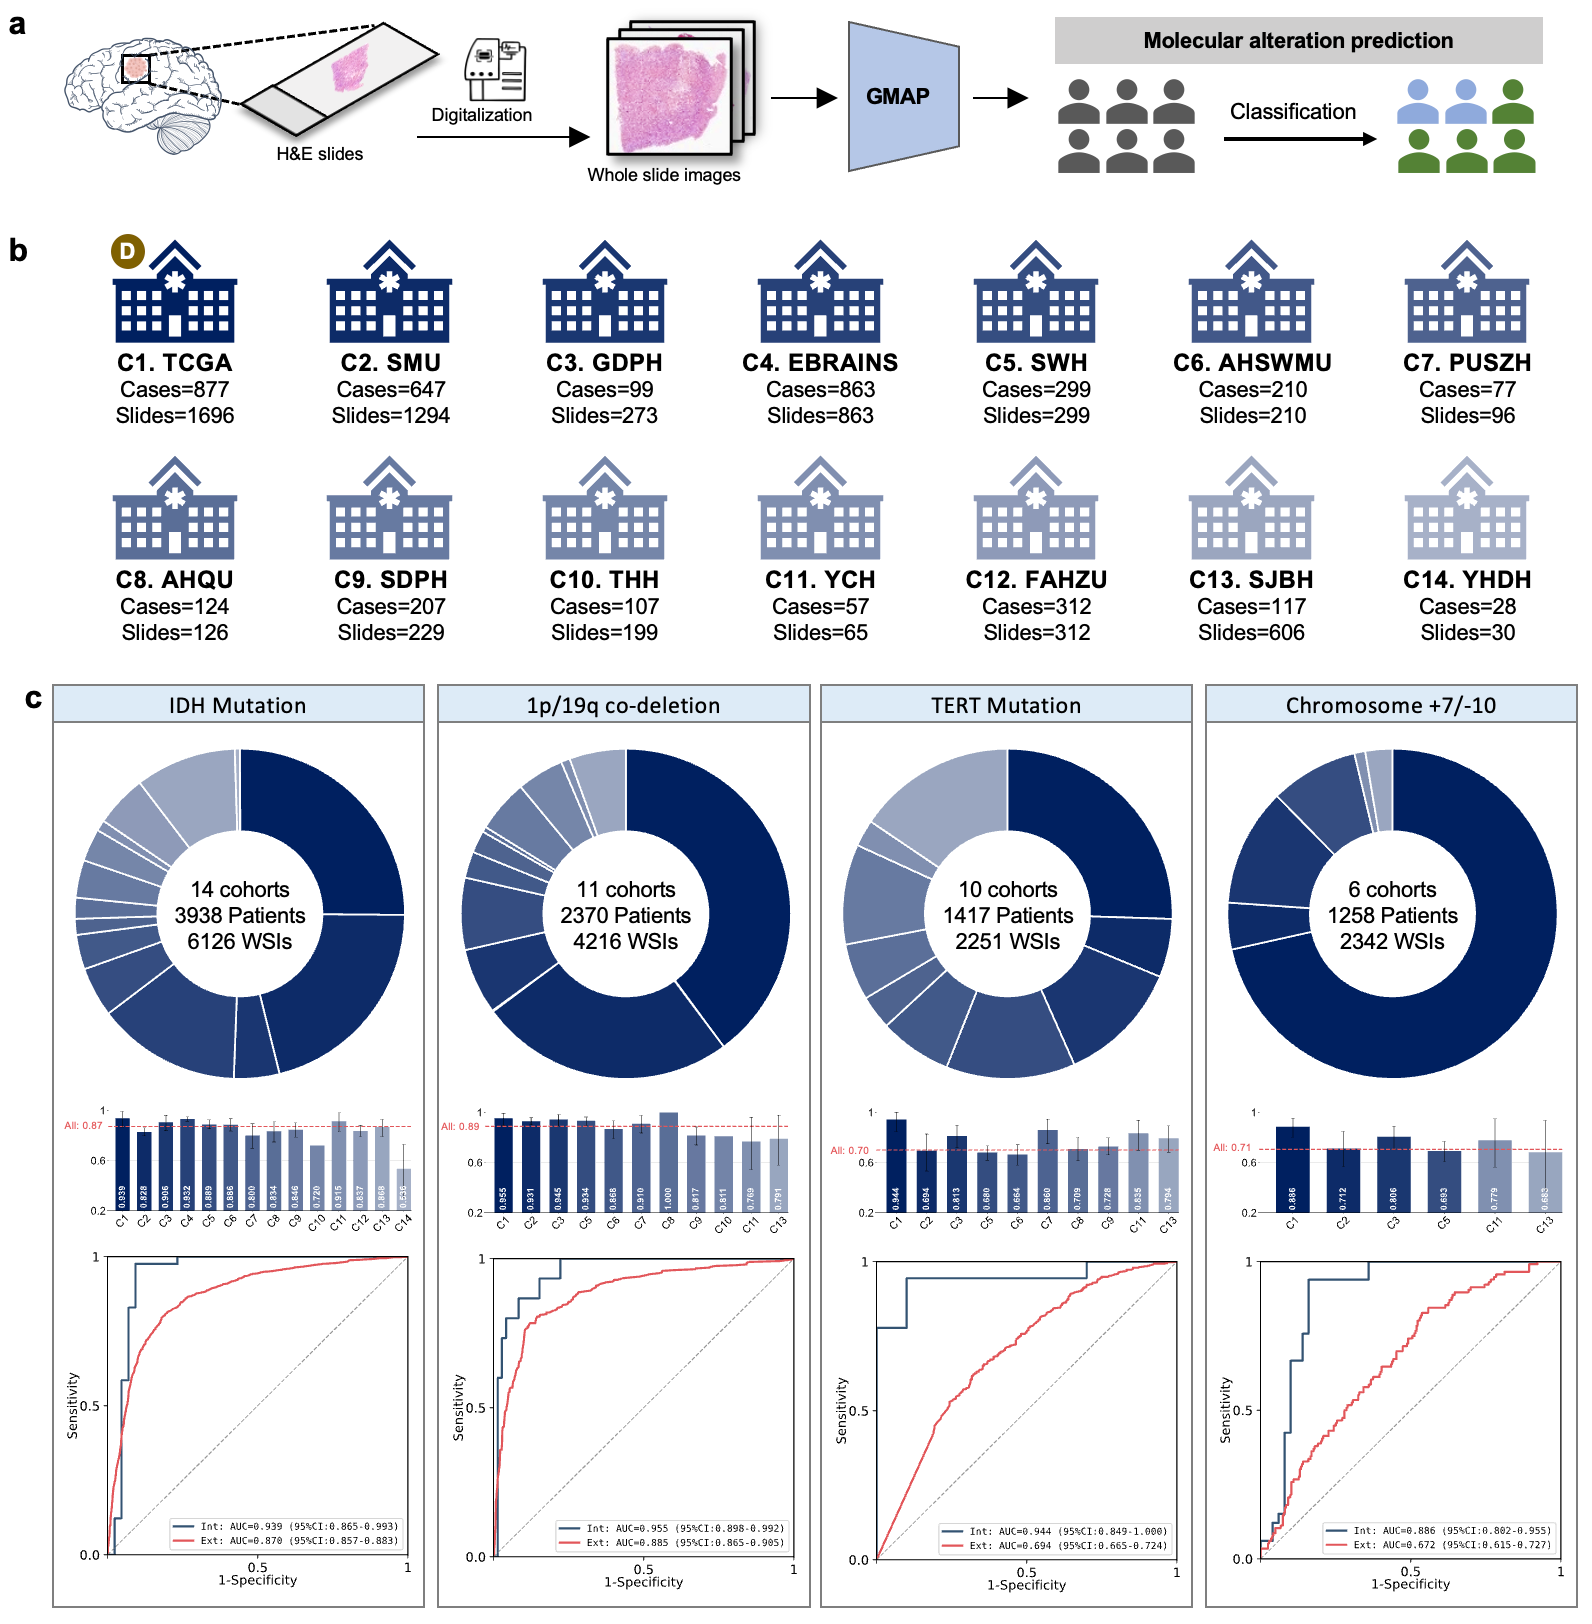 a
H&E slides
Digitalization
Whole slide images
GMAP
Molecular alteration prediction
Classification
b
D
C1. TCGA
Cases=877
Slides=1696
C2. SMU
Cases=647
Slides=1294
C3. GDPH
Cases=99
Slides=273
C4. EBRAINS
Cases=863
Slides=863
C5. SWH
Cases=299
Slides=299
C6. AHSWMU
Cases=210
Slides=210
C7. PUSZH
Cases=77
Slides=96
C8. AHQU
Cases=124
Slides=126
C9. SDPH
Cases=207
Slides=229
C10. THH
Cases=107
Slides=199
C11. YCH
Cases=57
Slides=65
C12. FAHZU
Cases=312
Slides=312
C13. SJBH
Cases=117
Slides=606
C14. YHDH
Cases=28
Slides=30
c
IDH Mutation
14 cohorts
3938 Patients
6126 WSIs
1
All: 0.87
0.6
0.2
0.939 0.828 0.906 0.932 0.889 0.886 0.800 0.834 0.846 0.720 0.915 0.837 0.868 0.536
C1 C2 C3 C4 C5 C6 C7 C8 C9 C10 C11 C12 C13 C14
1
Sensitivity
0.5
0.0
Int: AUC=0.939 (95%CI:0.865-0.993)
Ext: AUC=0.870 (95%CI:0.857-0.883)
0.5 1
1-Specificity
1p/19q co-deletion
11 cohorts
2370 Patients
4216 WSIs
1
All: 0.89
0.6
0.2
0.955 0.931 0.945 0.934 0.868 0.910 1.000 0.817 0.811 0.769 0.791
C1 C2 C3 C5 C6 C7 C8 C9 C10 C11 C13
1
Sensitivity
0.5
0.0
Int: AUC=0.955 (95%CI:0.898-0.992)
Ext: AUC=0.885 (95%CI:0.865-0.905)
0.5 1
1-Specificity
TERT Mutation
10 cohorts
1417 Patients
2251 WSIs
1
All: 0.70
0.6
0.2
0.944 0.694 0.813 0.680 0.664 0.860 0.709 0.728 0.835 0.794
C1 C2 C3 C5 C6 C7 C8 C9 C11 C13
1
Sensitivity
0.5
0.0
Int: AUC=0.944 (95%CI:0.849-1.000)
Ext: AUC=0.694 (95%CI:0.665-0.724)
0.5 1
1-Specificity
Chromosome +7/-10
6 cohorts
1258 Patients
2342 WSIs
1
All: 0.71
0.6
0.2
0.886 0.712 0.806 0.693 0.779 0.683
C1 C2 C3 C5 C11 C13
1
Sensitivity
0.5
0.0
Int: AUC=0.886 (95%CI:0.802-0.955)
Ext: AUC=0.672 (95%CI:0.615-0.727)
0.5 1
1-Specificity